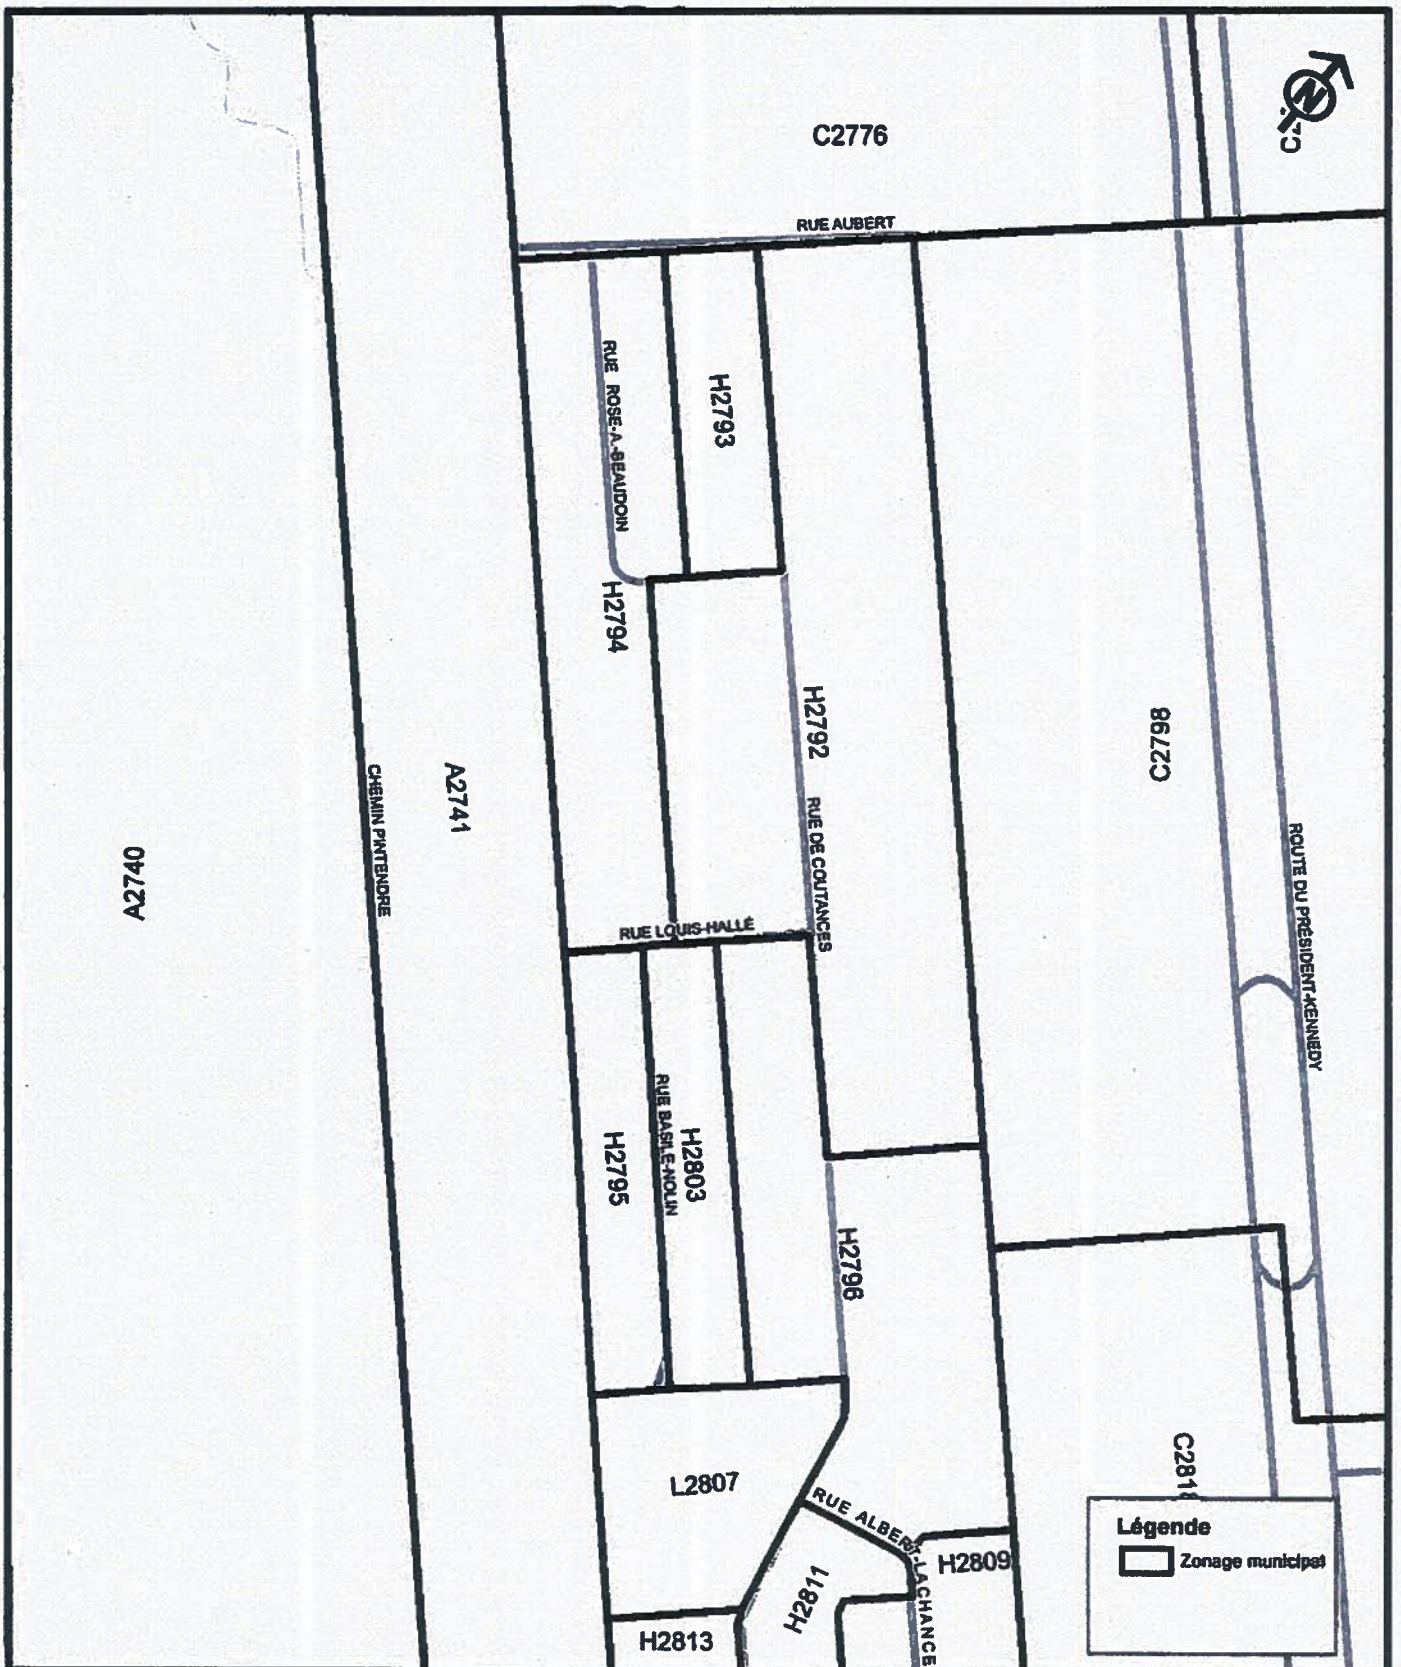 N
C2776
RUE AUBERT
RUE ROSE-A.-BEAUDOIN
H2793
H2794
H2792
C2798
RUE DE COUTANCES
ROUTE DU PRÉSIDENT-KENNEDY
A2740
CHEMIN PINTENDRE
A2741
RUE LOUIS-HALLÉ
H2795
RUE BASILE-NOLIN
H2803
H2796
L2807
RUE ALBERT-LACHANCE
H2809
H2811
H2813
Légende
Zonage municipal